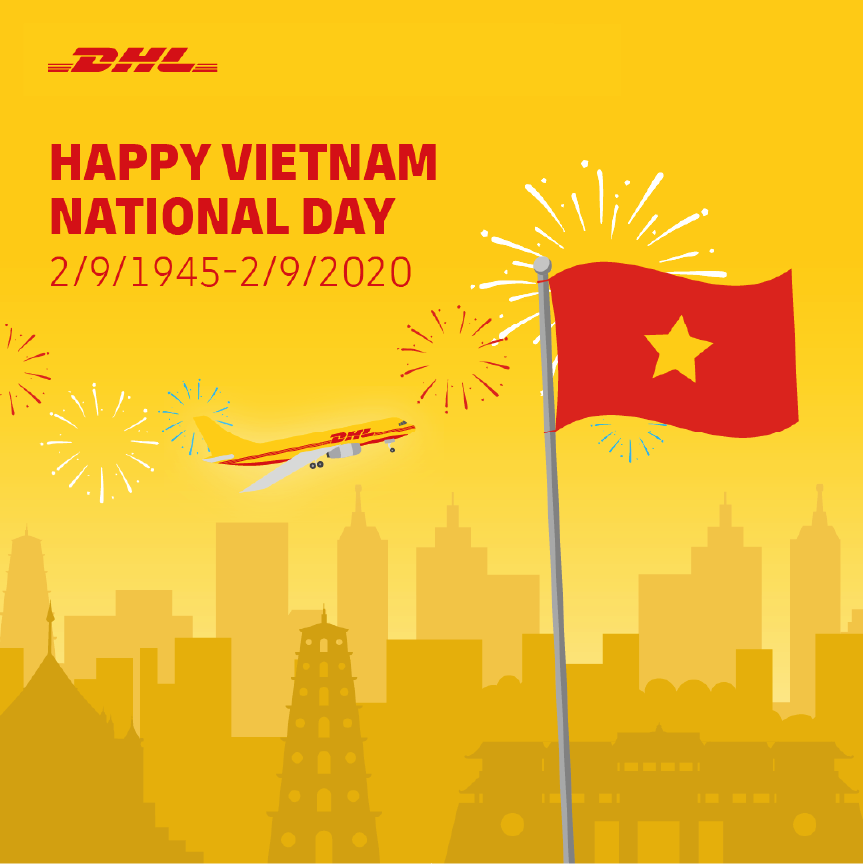 DHL
HAPPY VIETNAM
NATIONAL DAY
2/9/1945-2/9/2020
DHL